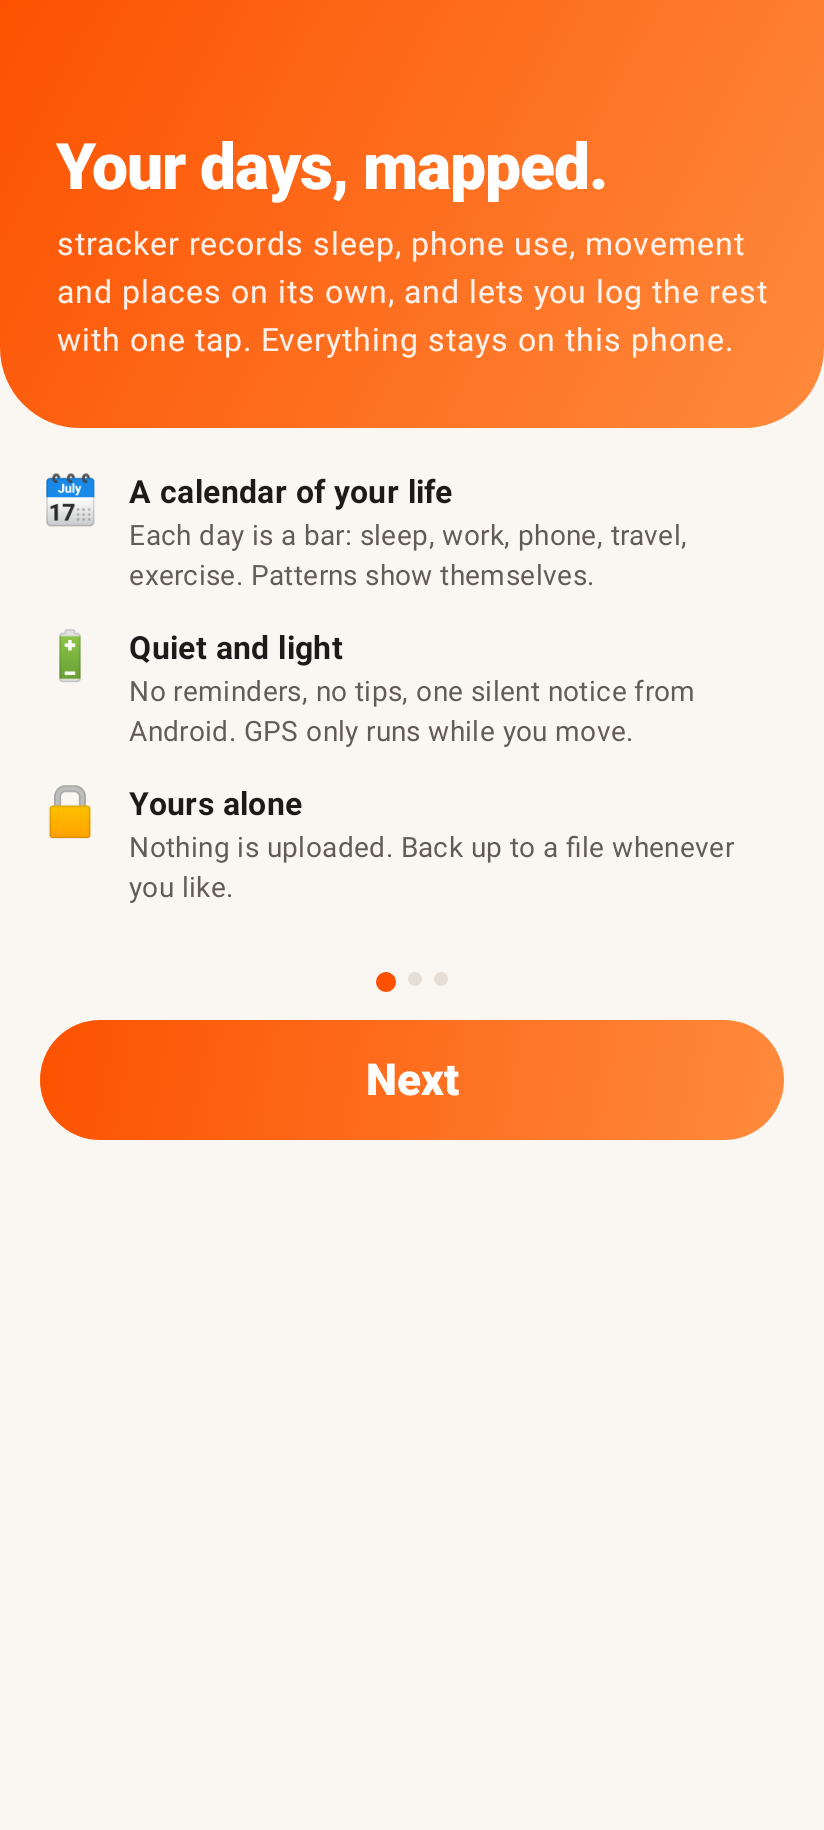 Your days, mapped.
stracker records sleep, phone use, movement
and places on its own, and lets you log the rest
with one tap. Everything stays on this phone.
July
17
A calendar of your life
Each day is a bar: sleep, work, phone, travel,
exercise. Patterns show themselves.
Quiet and light
No reminders, no tips, one silent notice from
Android. GPS only runs while you move.
Yours alone
Nothing is uploaded. Back up to a file whenever
you like.
Next